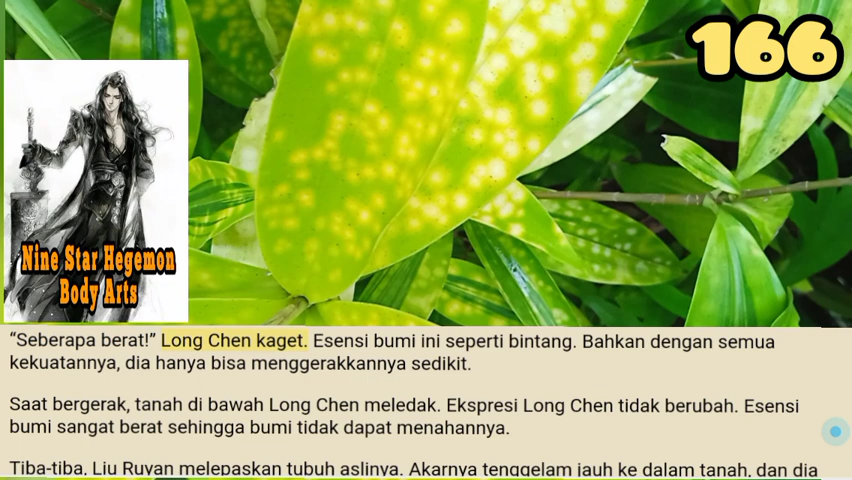 166
Nine Star Hegemon
Body Arts
“Seberapa berat!” Long Chen kaget. Esensi bumi ini seperti bintang. Bahkan dengan semua
kekuatannya, dia hanya bisa menggerakkannya sedikit.
Saat bergerak, tanah di bawah Long Chen meledak. Ekspresi Long Chen tidak berubah. Esensi
bumi sangat berat sehingga bumi tidak dapat menahannya.
Tiba-tiba, Liu Ruyan melepaskan tubuh aslinya. Akarnya tenggelam jauh ke dalam tanah, dan dia